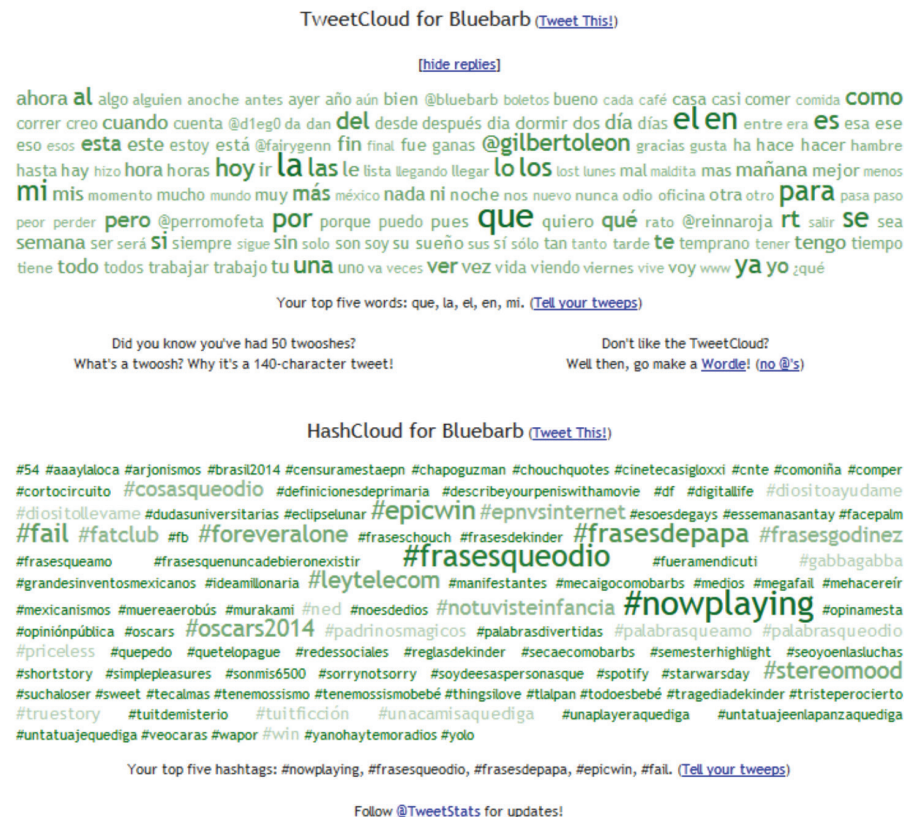 TweetCloud for Bluebarb (Tweet This!)
[hide replies]
ahora al algo alguien anoche antes ayer año aún bien @bluebarb boletos bueno cada café casa casi comer comida como
correr creo cuando cuenta @d1eg0 da dan del desde después dia dormir dos día días el en entre era es esa ese
eso esos esta este estoy está @fairygenn fin final fue ganas @gilbertoleon gracias gusta ha hace hacer hambre
hasta hay hizo hora horas hoy ir la las le lista llegando llegar lo los lost lunes mal maldita mas mañana mejor menos
mi mis momento mucho mundo muy más méxico nada ni noche nos nuevo nunca odio oficina otra otro para pasa paso
peor perder pero @perromofeta por porque puedo pues que quiero qué rato @reinnaroja rt salir se sea
semana ser será si siempre sigue sin solo son soy su sueño sus sí sólo tan tanto tarde te temprano tener tengo tiempo
tiene todo todos trabajar trabajo tu una uno va veces ver vez vida viendo viernes vive voy www ya yo ¿qué
Your top five words: que, la, el, en, mi. (Tell your tweeps)
Did you know you've had 50 twooshes?
What's a twoosh? Why it's a 140-character tweet!
Don't like the TweetCloud?
Well then, go make a Wordle! (no @'s)
HashCloud for Bluebarb (Tweet This!)
#54 #aaaylaloca #arjonismos #brasil2014 #censuramestaepn #chapoguzman #chouchquotes #cinetecasigloxxi #cnte #comoniña #comper
#cortocircuito #cosasqueodio #definicionesdeprimaria #describeyourpeniswithamovie #df #digitallife #diositoayudame
#diositollevame #dudasuniversitarias #eclipselunar #epicwin #epnvsinternet #esoesdegays #essemanasantay #facepalm
#fail #fatclub #fb #foreveralone #fraseschouch #frasesdekinder #frasesdepapa #frasesgodinez
#frasesqueamo #frasesquenuncadebieronexistir #frasesqueodio #fueramendicuti #gabbagabba
#grandesinventosmexicanos #ideamillonaria #leytelecom #manifestantes #mecaigocomobarbs #medios #megafail #mehacereír
#mexicanismos #muereaerobús #murakami #ned #noesdedios #notuvisteinfancia #nowplaying #opinamesta
#opiniónpública #oscars #oscars2014 #padrinosmagicos #palabrasdivertidas #palabrasqueamo #palabrasqueodio
#priceless #quepedo #quetelopague #redessociales #reglasdekinder #secaecomobarbs #semesterhighlight #seoyoenlasluchas
#shortstory #simplepleasures #sonmis6500 #sorrynotsorry #soydeesaspersonasque #spotify #starwarsday #stereomood
#suchaloser #sweet #tecalmas #tenemossismo #tenemossismobebé #thingsilove #tlalpan #todoesbebé #tragediadekinder #tristeperocierto
#truestory #tuitdemisterio #tuitficción #unacamisaquediga #unaplayeraquediga #untatuajeenlapanzaquediga
#untatuajequediga #veocaras #wapor #win #yanohaytemoradios #yolo
Your top five hashtags: #nowplaying, #frasesqueodio, #frasesdepapa, #epicwin, #fail. (Tell your tweeps)
Follow @TweetStats for updates!